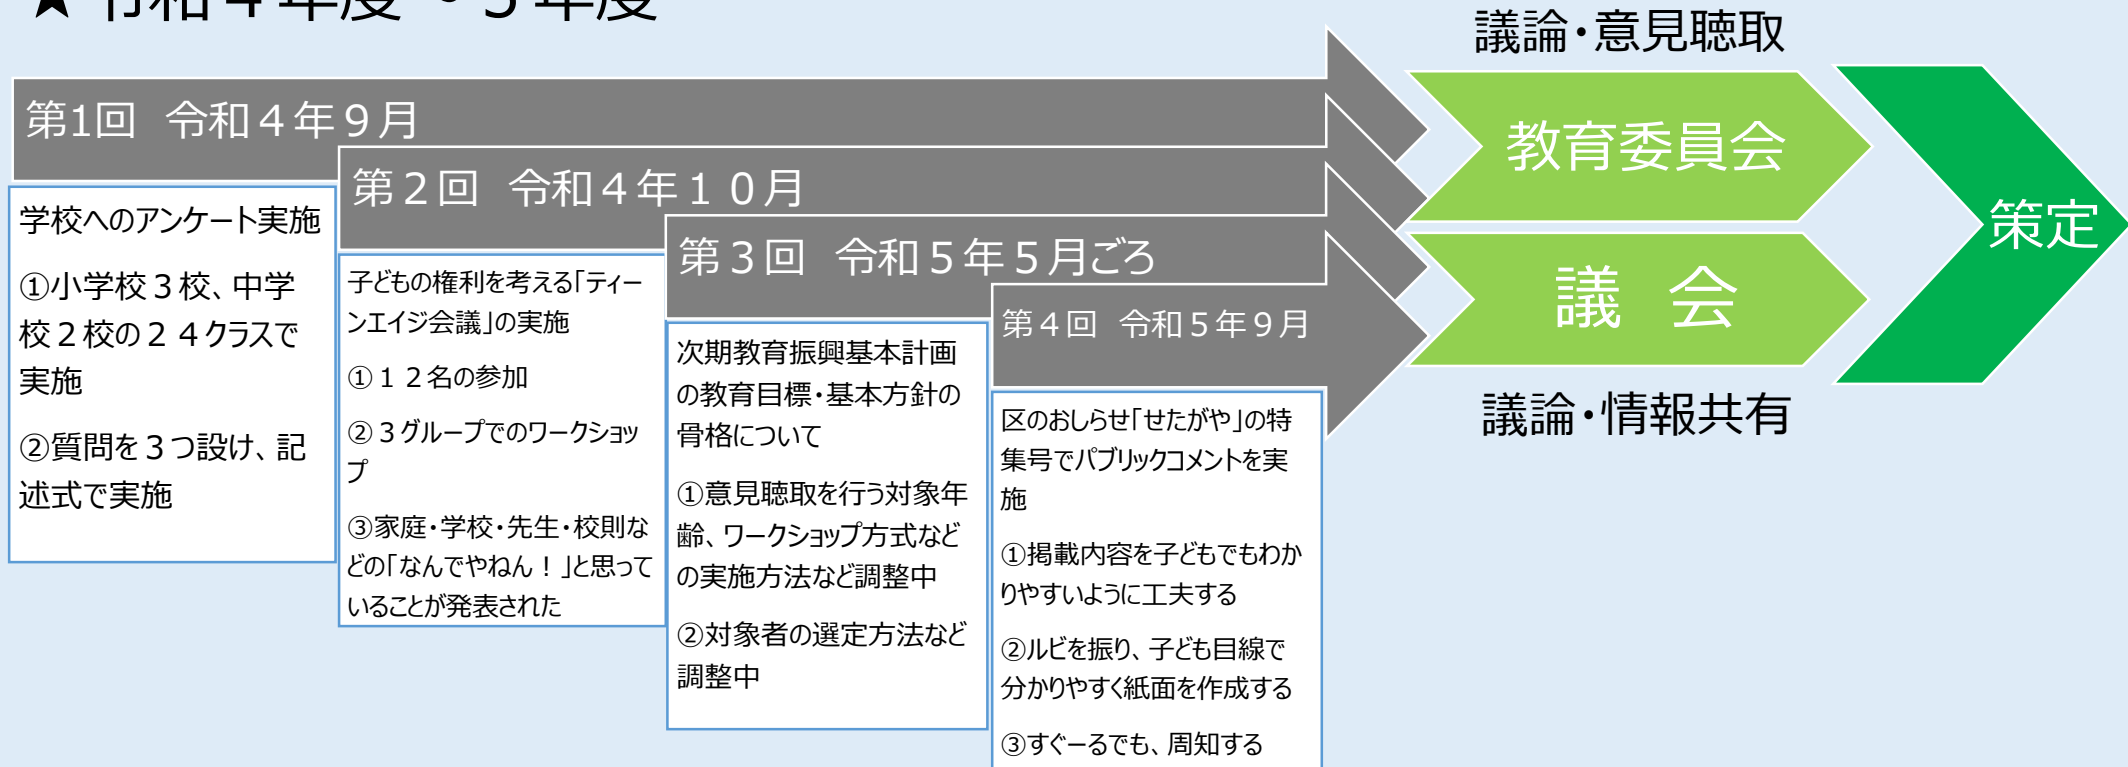 ★令和４年度～５年度
議論・意見聴取
第1回 令和４年９月
学校へのアンケート実施
①小学校３校、中学
校２校の２４クラスで
実施
②質問を３つ設け、記
述式で実施
第２回 令和４年１０月
子どもの権利を考える「ティー
ンエイジ会議」の実施
①１２名の参加
②３グループでのワークショッ
プ
③家庭・学校・先生・校則な
どの「なんでやねん！」と思って
いることが発表された
第３回 令和５年５月ごろ
次期教育振興基本計画
の教育目標・基本方針の
骨格について
①意見聴取を行う対象年
齢、ワークショップ方式など
の実施方法など調整中
②対象者の選定方法など
調整中
第４回 令和５年９月
区のおしらせ「せたがや」の特
集号でパブリックコメントを実
施
①掲載内容を子どもでもわか
りやすいように工夫する
②ルビを振り、子ども目線で
分かりやすく紙面を作成する
③すぐーるでも、周知する
教育委員会
議 会
議論・情報共有
策定